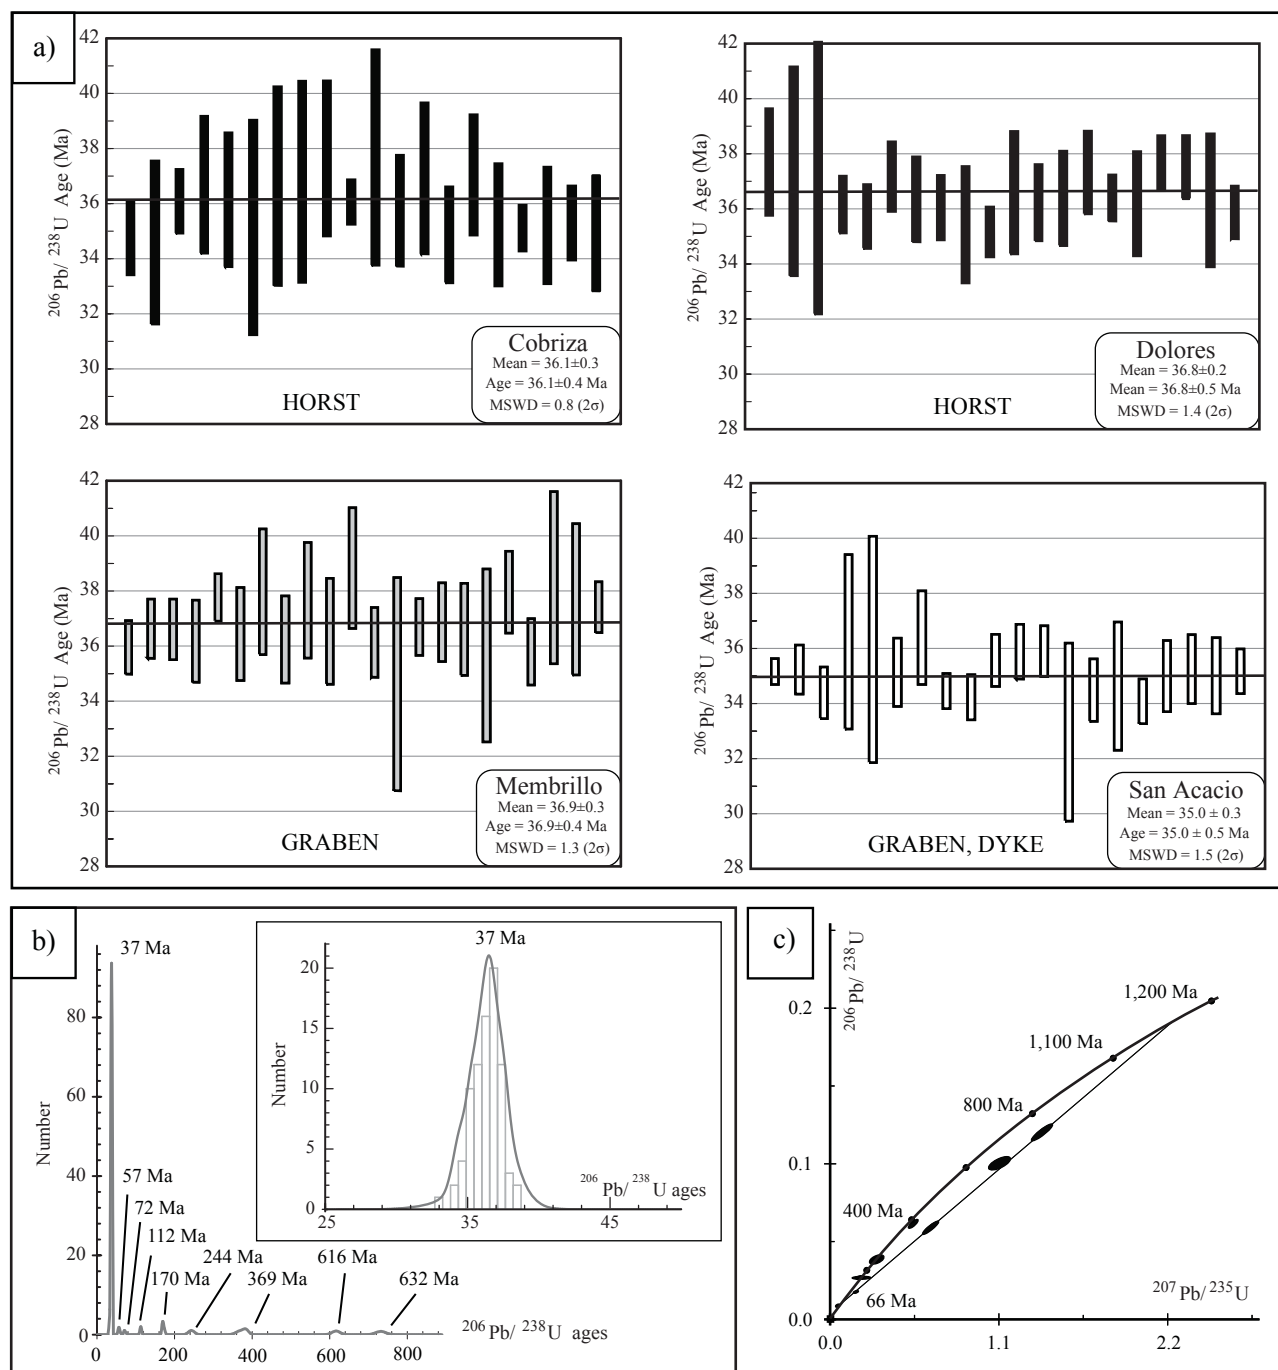 a)
42
40
38
36
34
32
30
28
206Pb/ 238U Age (Ma)
Cobriza
Mean = 36.1±0.3
Age = 36.1±0.4 Ma
MSWD = 0.8 (2σ)
HORST
42
40
38
36
34
32
30
28
206Pb/ 238U Age (Ma)
Dolores
Mean = 36.8±0.2
Mean = 36.8±0.5 Ma
MSWD = 1.4 (2σ)
HORST
42
40
38
36
34
32
30
28
206Pb/ 238U Age (Ma)
Membrillo
Mean = 36.9±0.3
Age = 36.9±0.4 Ma
MSWD = 1.3 (2σ)
GRABEN
42
40
38
36
34
32
30
28
206Pb/ 238U Age (Ma)
San Acacio
Mean = 35.0 ± 0.3
Age = 35.0 ± 0.5 Ma
MSWD = 1.5 (2σ)
GRABEN, DYKE
b)
37 Ma
80
60
40
20
0
Number
57 Ma
72 Ma
112 Ma
170 Ma
244 Ma
369 Ma
616 Ma
632 Ma
206Pb/ 238U ages
0 200 400 600 800
37 Ma
20
15
10
5
0
Number
206Pb/ 238U ages
25 35 45
c)
206Pb/ 238U
0.2
0.1
0.0
1,200 Ma
1,100 Ma
800 Ma
400 Ma
66 Ma
207Pb/235U
0.0 1.1 2.2